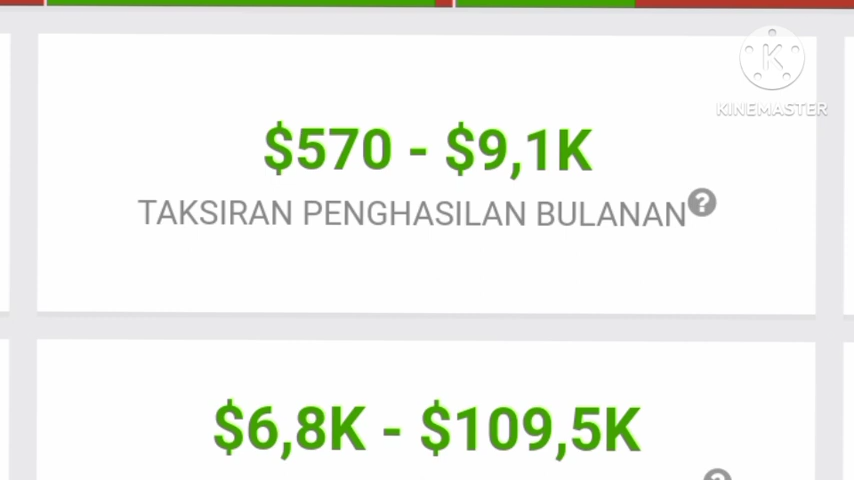 KINEMASTER
$570 - $9,1K
TAKSIRAN PENGHASILAN BULANAN
$6,8K - $109,5K